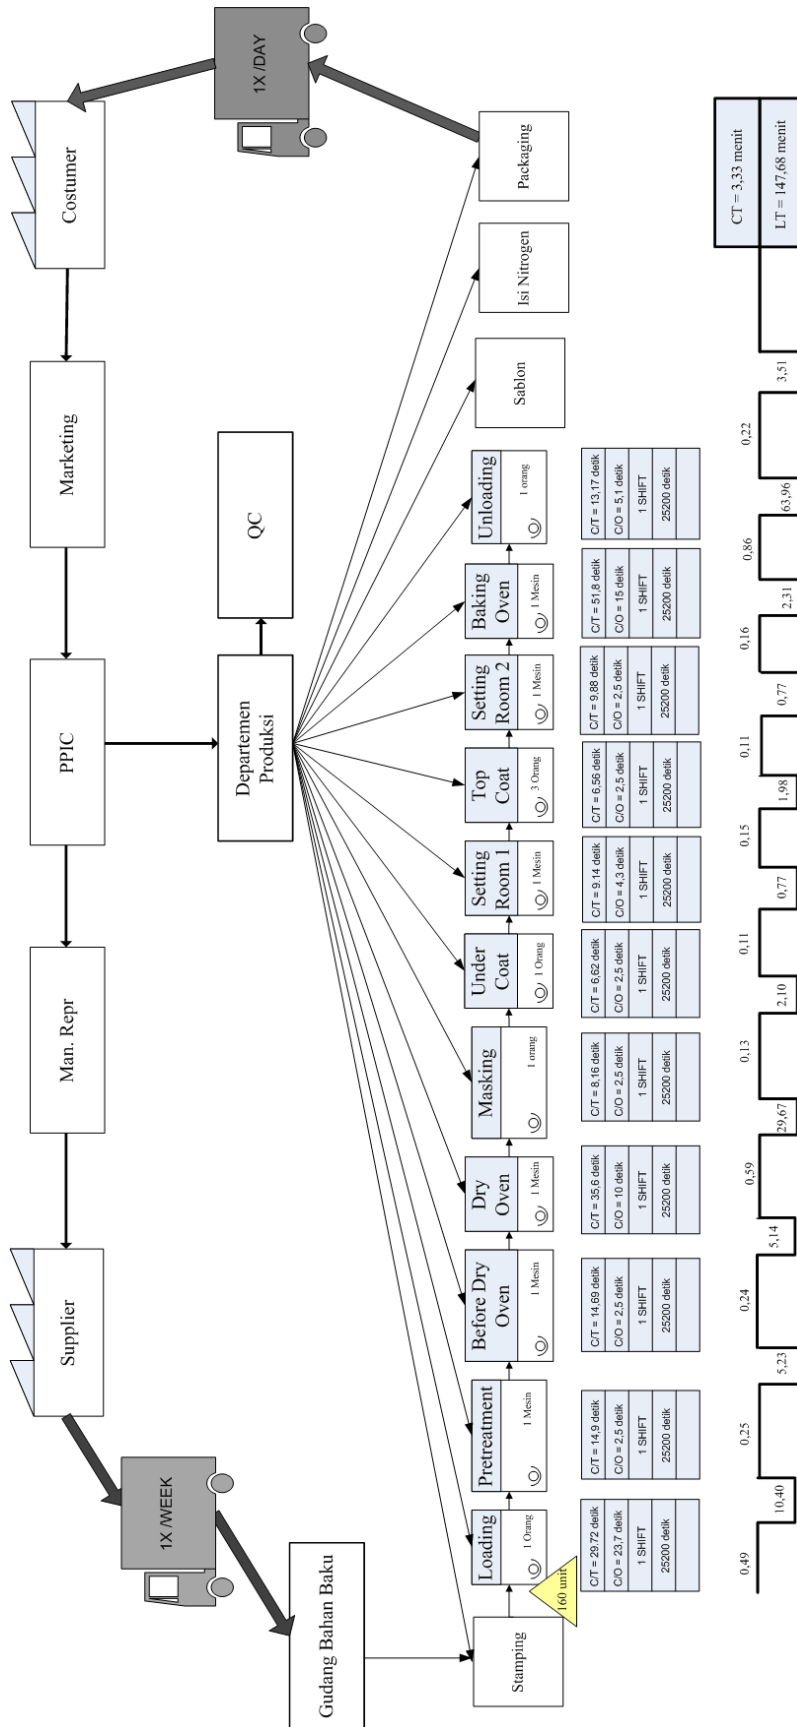 Supplier
Man. Repr
PPIC
Marketing
Costumer
1X /WEEK
1X /DAY
Gudang Bahan Baku
Departemen
Produksi
QC
Stamping
160 unit
Loading
1 Orang
Pretreatment
1 Mesin
Before Dry
Oven
1 Mesin
Dry
Oven
1 Mesin
Masking
1 orang
Under
Coat
1 Orang
Setting
Room 1
1 Mesin
Top
Coat
3 Orang
Setting
Room 2
1 Mesin
Baking
Oven
1 Mesin
Unloading
1 orang
Sablon
Isi Nitrogen
Packaging
C/T = 29.72 detik
C/O = 23,7 detik
1 SHIFT
25200 detik
C/T = 14,9 detik
C/O = 2,5 detik
1 SHIFT
25200 detik
C/T = 14,69 detik
C/O = 2,5 detik
1 SHIFT
25200 detik
C/T = 35,6 detik
C/O = 10 detik
1 SHIFT
25200 detik
C/T = 8,16 detik
C/O = 2,5 detik
1 SHIFT
25200 detik
C/T = 6,62 detik
C/O = 2,5 detik
1 SHIFT
25200 detik
C/T = 9,14 detik
C/O = 4,3 detik
1 SHIFT
25200 detik
C/T = 6,56 detik
C/O = 2,5 detik
1 SHIFT
25200 detik
C/T = 9,88 detik
C/O = 2,5 detik
1 SHIFT
25200 detik
C/T = 51,8 detik
C/O = 15 detik
1 SHIFT
25200 detik
C/T = 13,17 detik
C/O = 5,1 detik
1 SHIFT
25200 detik
0,49
10,40
0,25
5,23
0,24
5,14
0,59
29,67
0,13
2,10
0,11
0,77
0,15
1,98
0,11
0,77
0,16
2,31
0,86
63,96
0,22
3,51
CT = 3,33 menit
LT = 147,68 menit